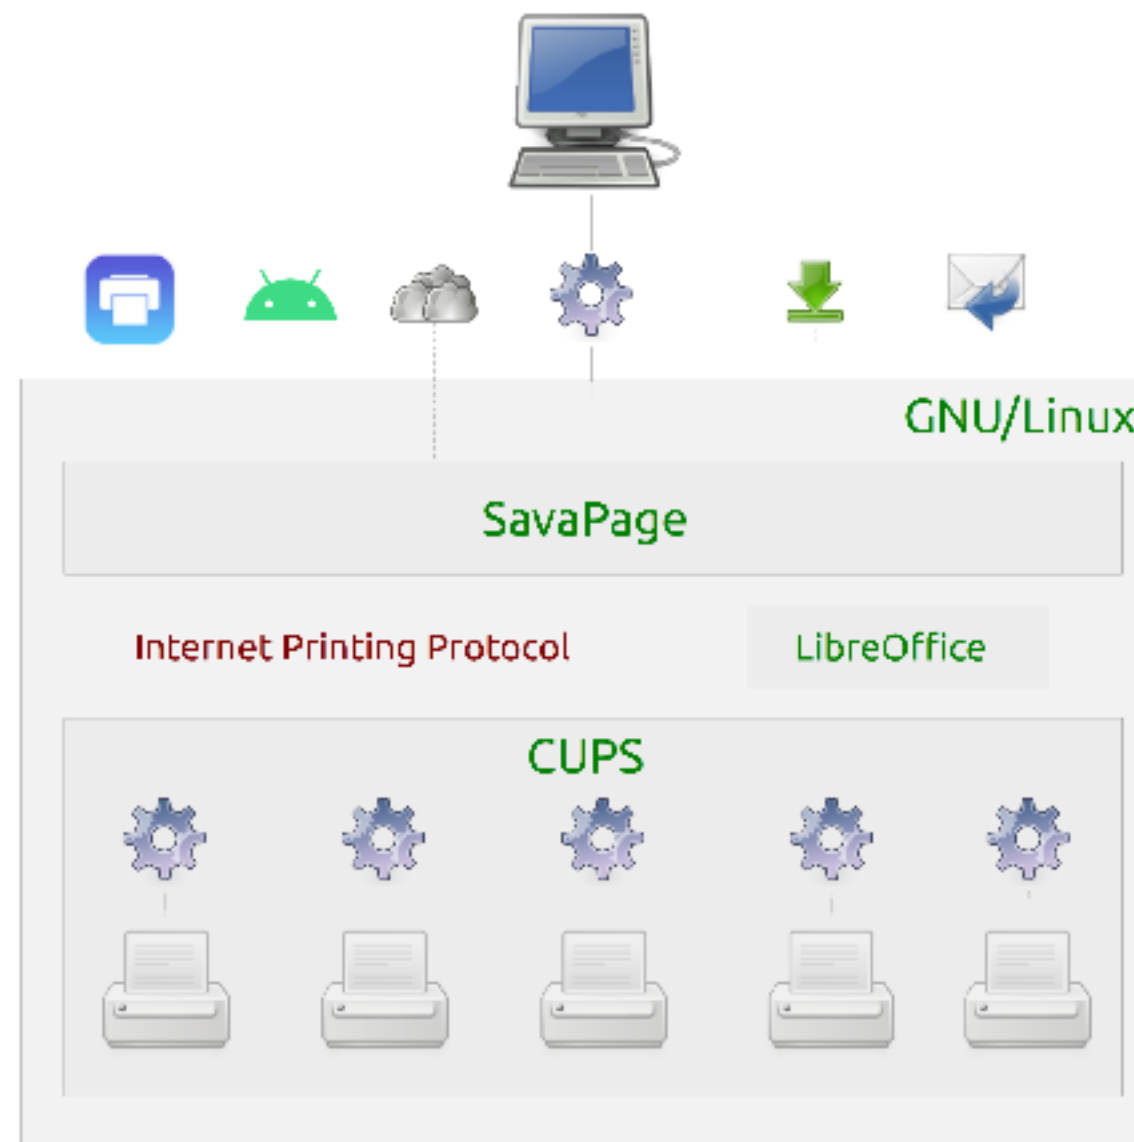 GNU/Linux
SavaPage
Internet Printing Protocol
LibreOffice
CUPS